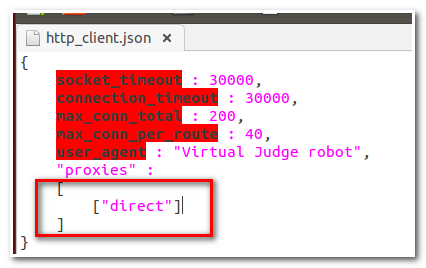 http_client.json ×
{
socket_timeout : 30000,
connection_timeout : 30000,
max_conn_total : 200,
max_conn_per_route : 40,
user_agent : "Virtual Judge robot",
"proxies" :
[
["direct"]
]
}